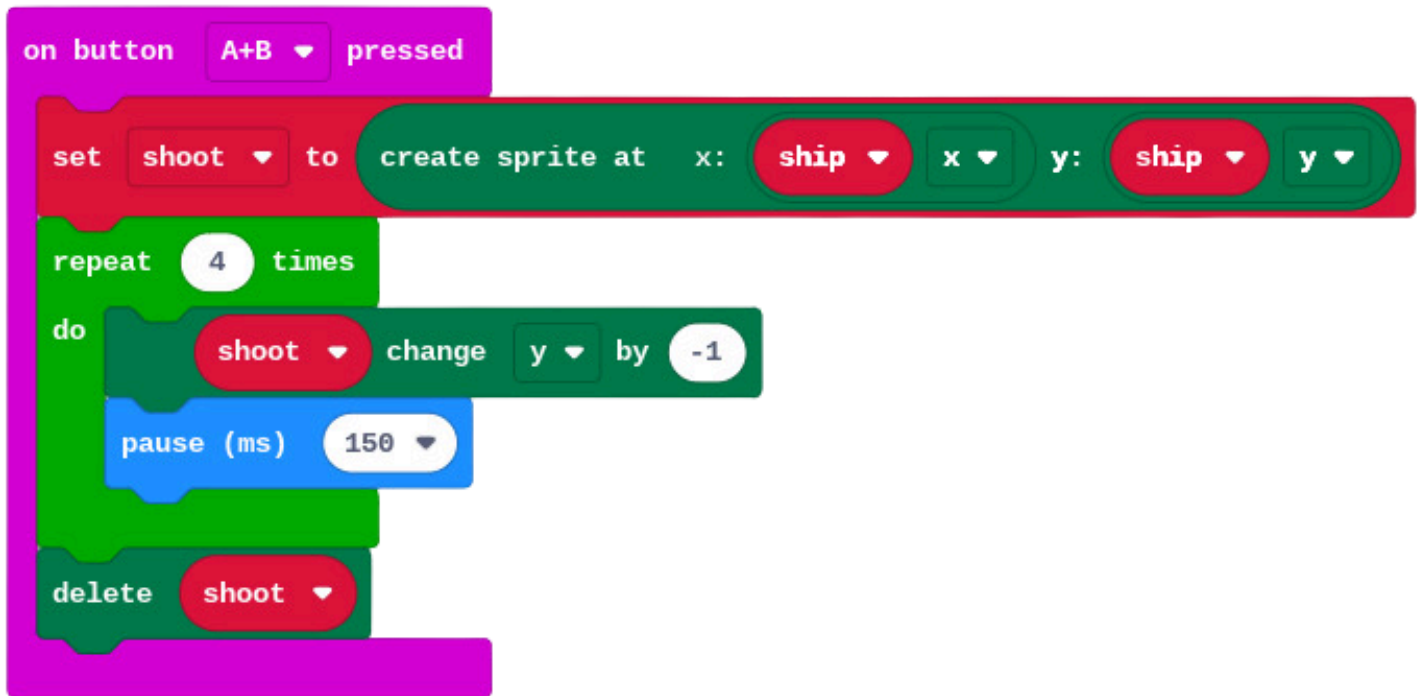 on button A+B pressed
set shoot to create sprite at x: ship x y: ship y
repeat 4 times
do
shoot change y by -1
pause (ms) 150
delete shoot